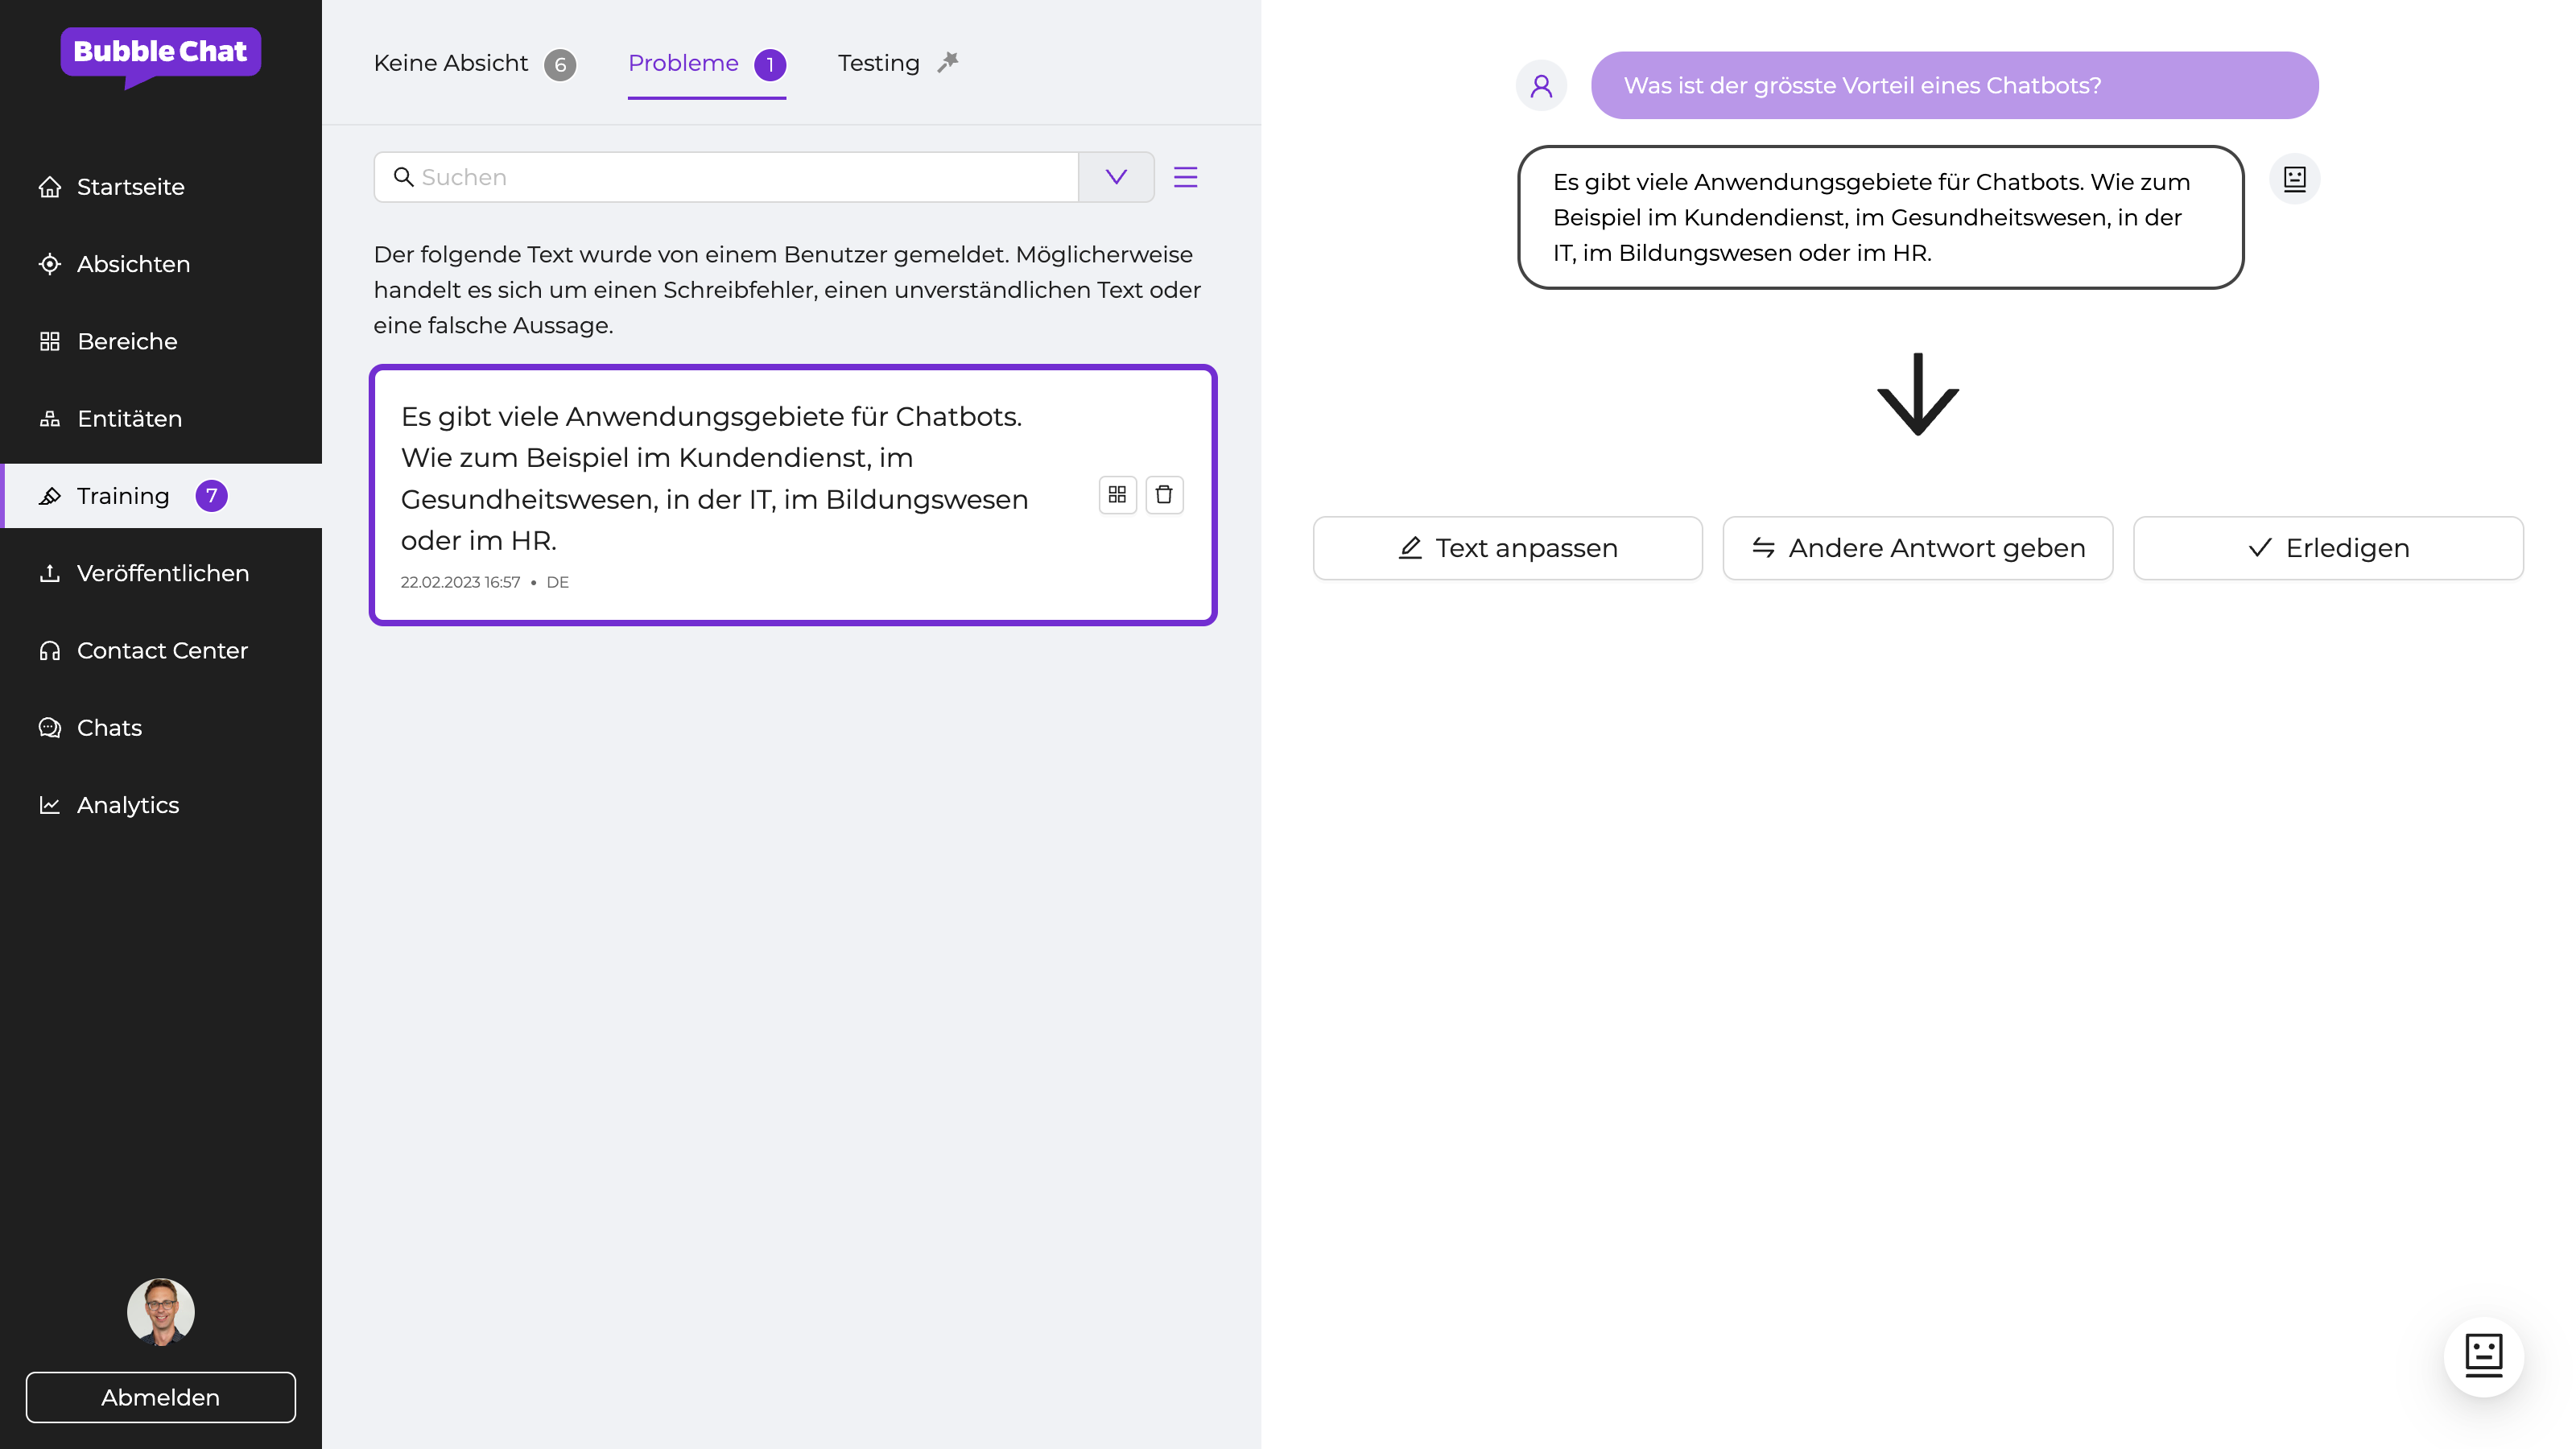 Bubble Chat
Startseite
Absichten
Bereiche
Entitäten
Training 7
Veröffentlichen
Contact Center
Chats
Analytics
Abmelden
Keine Absicht 6 Probleme 1 Testing
Suchen
Der folgende Text wurde von einem Benutzer gemeldet. Möglicherweise
handelt es sich um einen Schreibfehler, einen unverständlichen Text oder
eine falsche Aussage.
Es gibt viele Anwendungsgebiete für Chatbots.
Wie zum Beispiel im Kundendienst, im
Gesundheitswesen, in der IT, im Bildungswesen
oder im HR.
22.02.2023 16:57 • DE
Was ist der grösste Vorteil eines Chatbots?
Es gibt viele Anwendungsgebiete für Chatbots. Wie zum
Beispiel im Kundendienst, im Gesundheitswesen, in der
IT, im Bildungswesen oder im HR.
Text anpassen
Andere Antwort geben
Erledigen